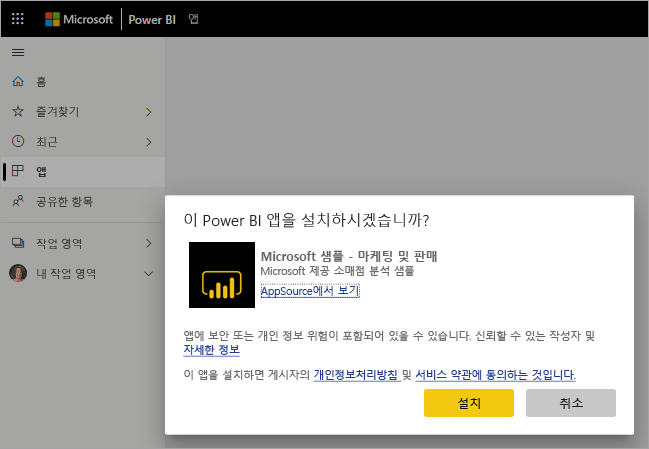 Microsoft Power BI 앱
홈
즐겨찾기
최근
앱
공유한 항목
작업 영역
내 작업 영역
이 Power BI 앱을 설치하시겠습니까?
Microsoft 샘플 - 마케팅 및 판매
Microsoft 제공 소매점 분석 샘플
AppSource에서 보기
앱에 보안 또는 개인 정보 위험이 포함되어 있을 수 있습니다. 신뢰할 수 있는 작성자 및
자세한 정보
이 앱을 설치하면 게시자의 개인정보처리방침 및 서비스 약관에 동의하는 것입니다.
설치 취소